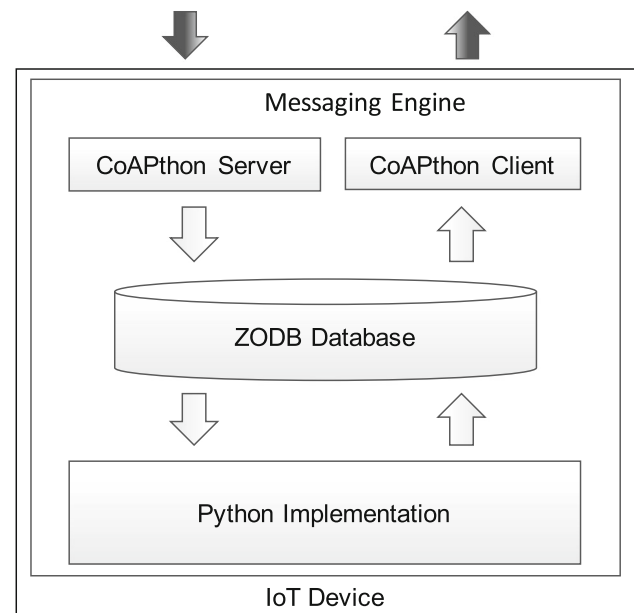 Messaging Engine
CoAPthon Server
CoAPthon Client
ZODB Database
Python Implementation
IoT Device